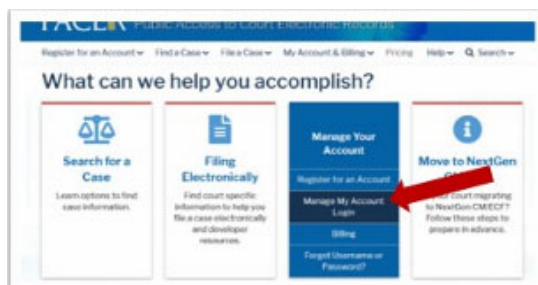 PACER Public Access to Court Electronic Records
Register for an Account Find a Case File a Case My Account & Billing Pricing Help Search
What can we help you accomplish?
Search for a
Case
Learn options to find
case information.
Filing
Electronically
Find court specific
information to help you
file a case electronically
and developer
resources.
Manage Your
Account
Register for an Account
Manage My Account
Login
Billing
Forgot Username or
Password?
Move to NextGen
court migrating
to NextGen CM/ECF?
Follow these steps to
prepare in advance.